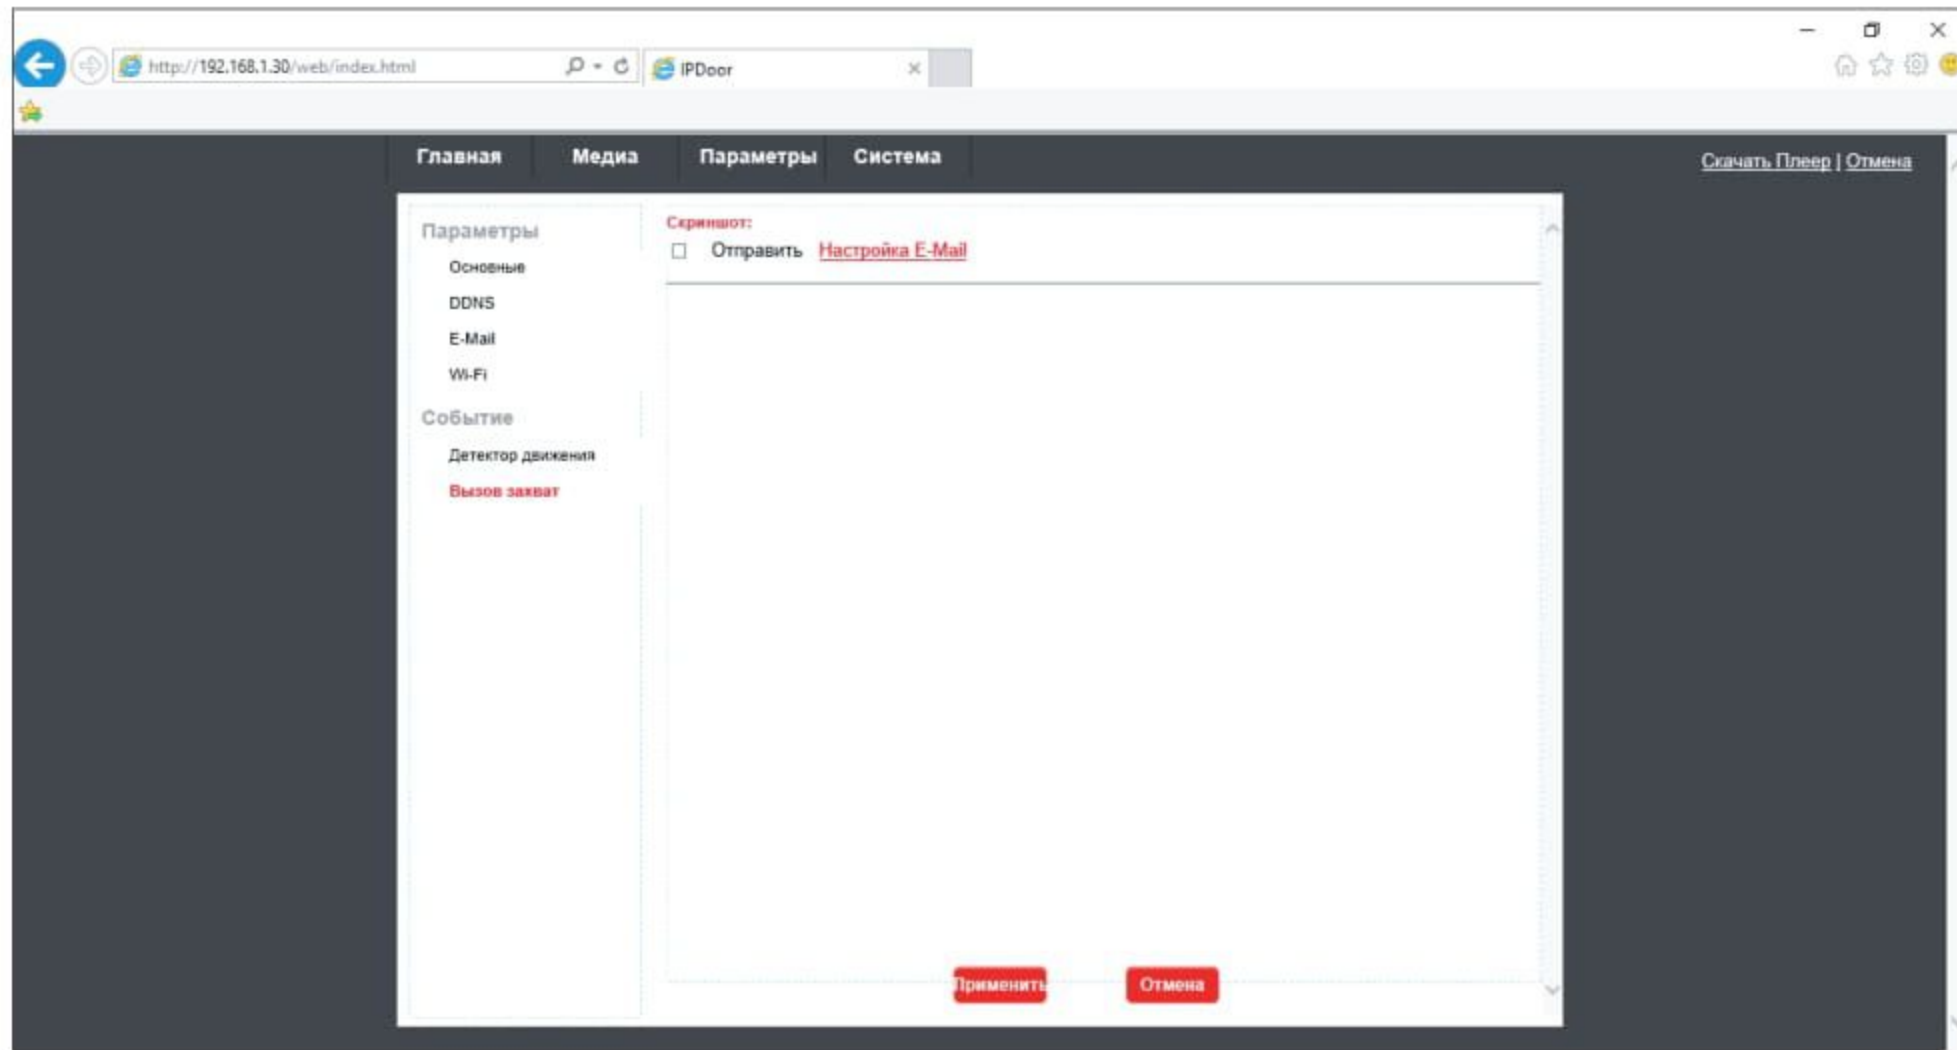 http://192.168.1.30/web/index.html
IPDoor
Главная Медиа Параметры Система
Скачать Плеер | Отмена
Параметры
Основные
DDNS
E-Mail
Wi-Fi
Событие
Детектор движения
Вызов захват
Скриншот:
Отправить Настройка E-Mail
Применить Отмена